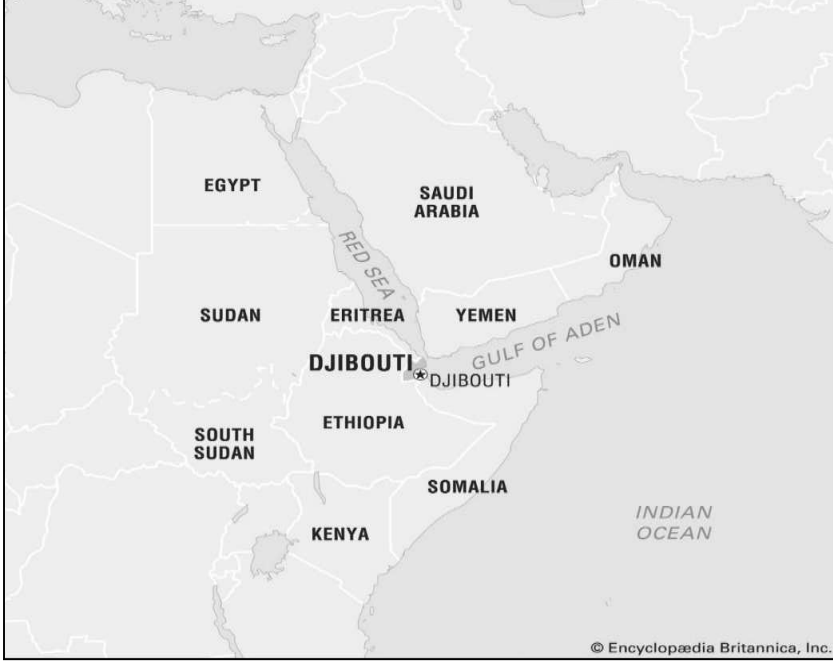 EGYPT
SAUDI
ARABIA
RED SEA
OMAN
SUDAN
ERITREA
YEMEN
GULF OF ADEN
DJIBOUTI
DJIBOUTI
ETHIOPIA
SOUTH
SUDAN
SOMALIA
INDIAN
OCEAN
KENYA
© Encyclopædia Britannica, Inc.